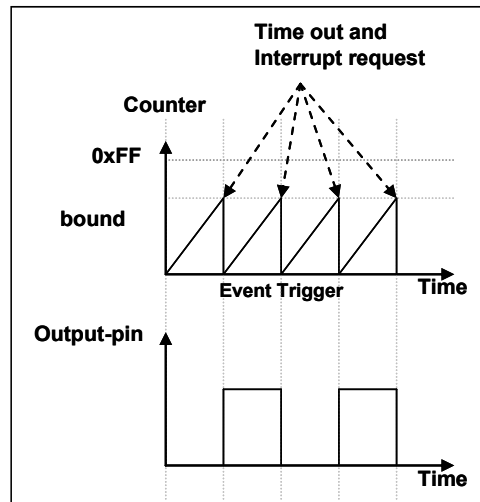 Time out and
Interrupt request
Counter
0xFF
bound
Event Trigger
Time
Output-pin
Time